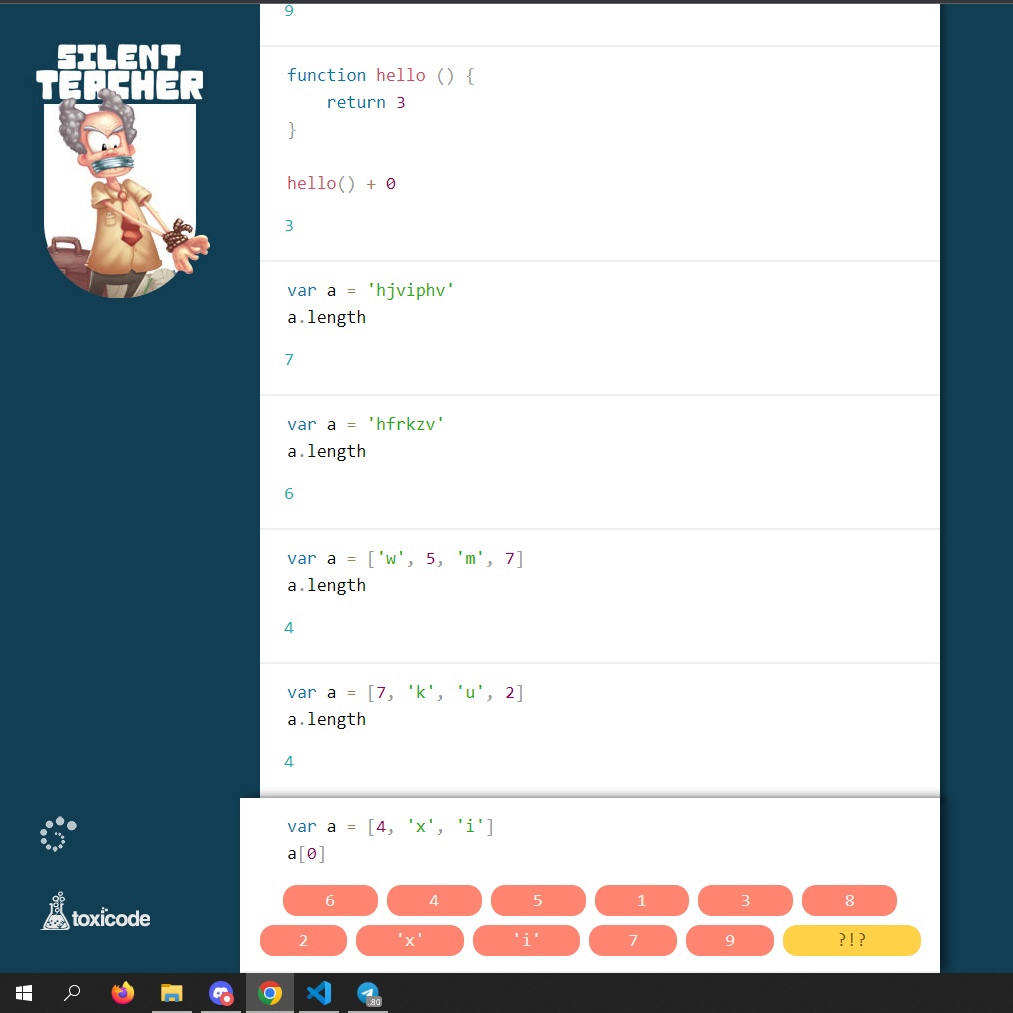 SILENT
TEACHER
9
function hello () {
    return 3
}
hello() + 0
3
var a = 'hjviphv'
a.length
7
var a = 'hfrkzv'
a.length
6
var a = ['w', 5, 'm', 7]
a.length
4
var a = [7, 'k', 'u', 2]
a.length
4
var a = [4, 'x', 'i']
a[0]
6 4 5 1 3 8
2 'x' 'i' 7 9 ?!?
toxicode
.80